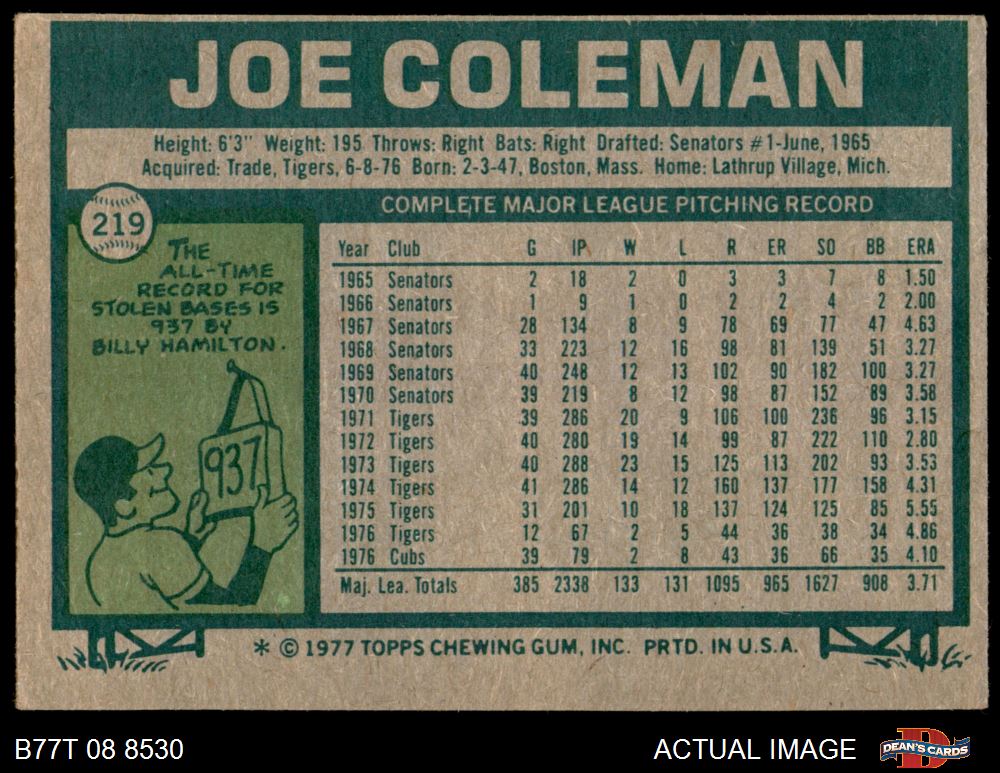 JOE COLEMAN
Height: 6'3" Weight: 195 Throws: Right Bats: Right Drafted: Senators #1-June, 1965
Acquired: Trade, Tigers, 6-8-76 Born: 2-3-47, Boston, Mass. Home: Lathrup Village, Mich.
219
THE
ALL-TIME
RECORD FOR
STOLEN BASES IS
937 BY
BILLY HAMILTON.
937
COMPLETE MAJOR LEAGUE PITCHING RECORD
Year Club G IP W L R ER SO BB ERA
1965 Senators 2 18 2 0 3 3 7 8 1.50
1966 Senators 1 9 1 0 2 2 4 2 2.00
1967 Senators 28 134 8 9 78 69 77 47 4.63
1968 Senators 33 223 12 16 98 81 139 51 3.27
1969 Senators 40 248 12 13 102 90 182 100 3.27
1970 Senators 39 219 8 12 98 87 152 89 3.58
1971 Tigers 39 286 20 9 106 100 236 96 3.15
1972 Tigers 40 280 19 14 99 87 222 110 2.80
1973 Tigers 40 288 23 15 125 113 202 93 3.53
1974 Tigers 41 286 14 12 160 137 177 158 4.31
1975 Tigers 31 201 10 18 137 124 125 85 5.55
1976 Tigers 12 67 2 5 44 36 38 34 4.86
1976 Cubs 39 79 2 8 43 36 66 35 4.10
Maj. Lea. Totals 385 2338 133 131 1095 965 1627 908 3.71
* © 1977 TOPPS CHEWING GUM, INC. PRTD. IN U.S.A.
B77T 08 8530
ACTUAL IMAGE
DEAN'S CARDS